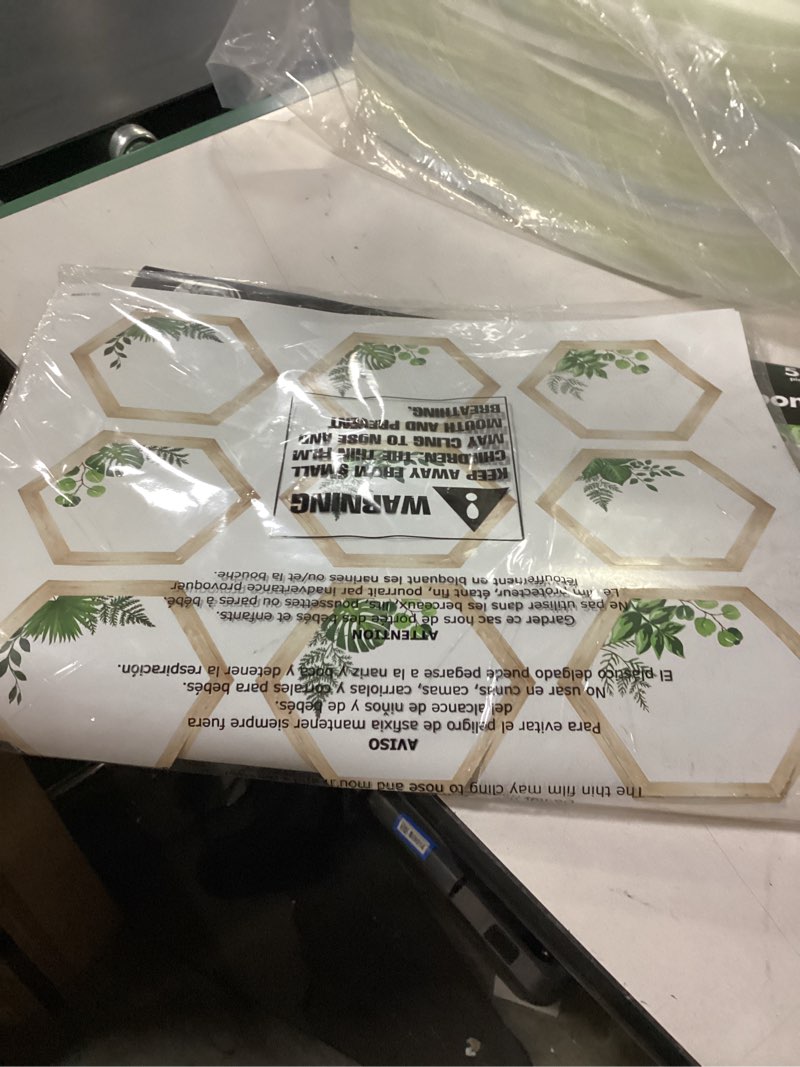 The thin film may cling to nose and mou
AVISO
Para evitar el peligro de asfixia mantener siempre fuera
del alcance de niños y de bebés.
No usar en cunas, camas, carriolas y corrales para bebés.
El plástico delgado puede pegarse a la nariz y boca y detener la respiración.
ATTENTION
Garder ce sac hors de portée des bébés et enfants.
Ne pas utiliser dans les berceaux, lits, poussettes ou parcs à bébé.
Le film protecteur, étant fin, pourrait par inadvertance provoquer
l'étouffement en bloquant les narines ou/et la bouche.
WARNING
KEEP AWAY FROM SMALL
CHILDREN. THE THIN FILM
MAY CLING TO NOSE AND
MOUTH AND PREVENT
BREATHING.